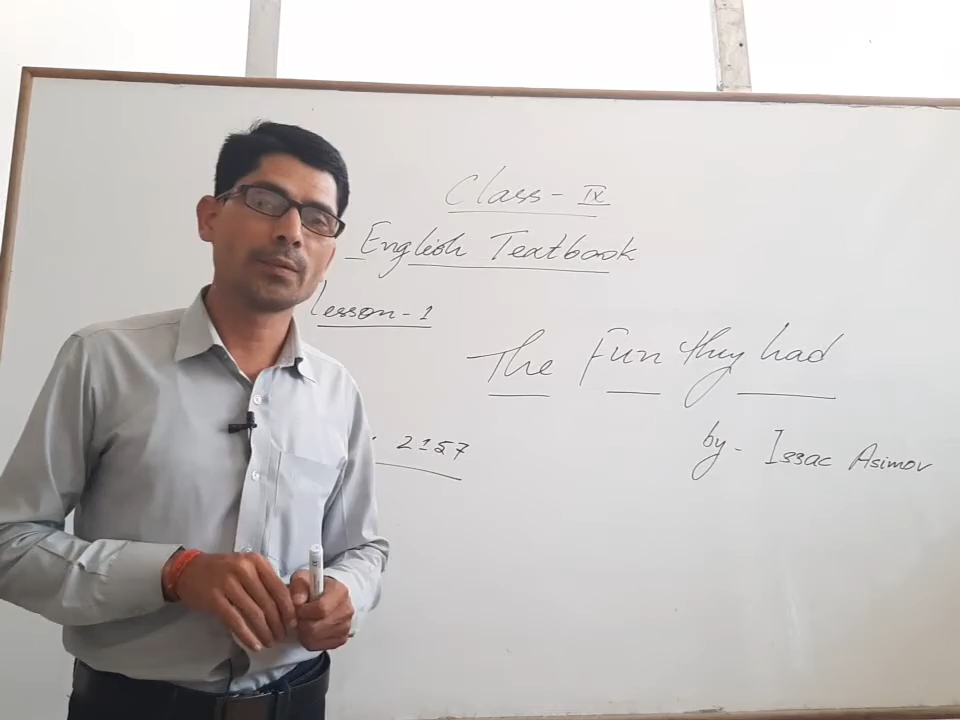 Class - IX
English Textbook
Lesson - 1
The Fun they had
2157
by - Issac Asimov